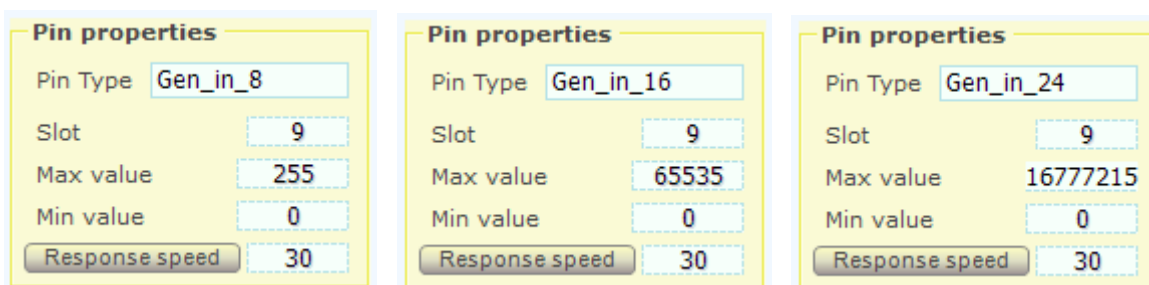 Pin properties
Pin Type Gen_in_8
Slot 9
Max value 255
Min value 0
Response speed 30
Pin properties
Pin Type Gen_in_16
Slot 9
Max value 65535
Min value 0
Response speed 30
Pin properties
Pin Type Gen_in_24
Slot 9
Max value 16777215
Min value 0
Response speed 30